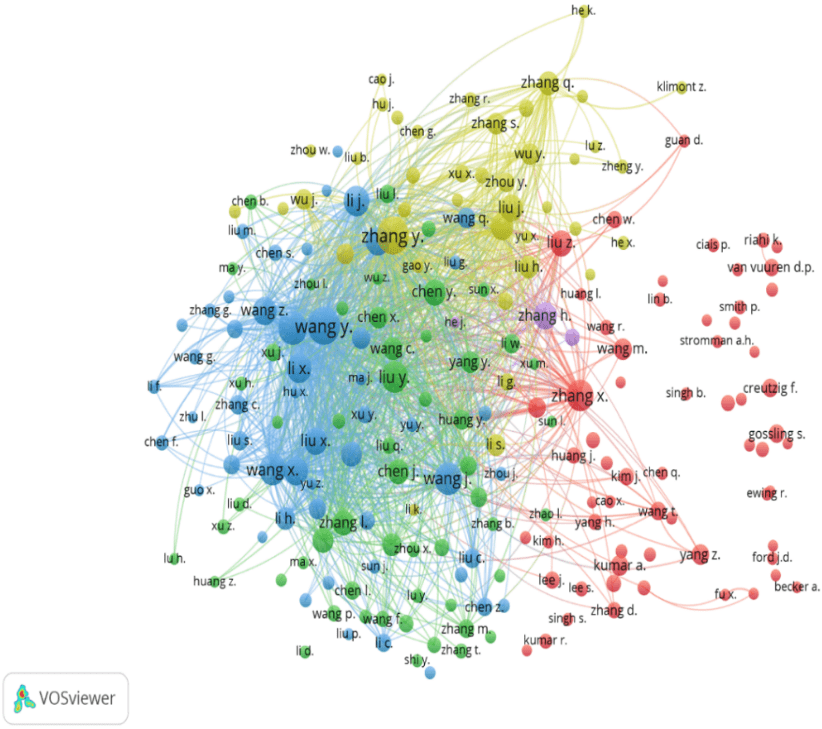 he k.
cao j.
zhang q.
klimont z.
hu j.
zhang r.
chen g.
zhang s.
guan d.
zhou w.
liu b.
wu y.
lu z.
zheng y.
xu x.
zhou y.
chen b.
wu j.
li j.
liu l.
liu j.
wang q.
chen w.
liu m.
zhang y.
yu x.
liu z.
he x.
ciais p.
riahi k.
chen s.
gao y.
liu g.
liu h.
ma y.
van vuuren d.p.
zhou l.
wu z.
chen y.
sun x.
huang l.
lin b.
zhang g.
wang z.
chen x.
he j.
zhang h.
smith p.
wang y.
wang r.
wang g.
xu j.
wang c.
li w.
wang m.
stromman a.h.
li x.
yang y.
xu m.
li f.
xu h.
hu x.
ma j.
liu y.
li g.
zhang x.
singh b.
creutzig f.
zhang c.
zhu l.
xu y.
yu y.
huang y.
sun l.
chen f.
liu s.
liu x.
liu q.
li s.
gossling s.
huang j.
wang x.
yu z.
chen j.
wang j.
zhou j.
kim j.
chen q.
guo x.
ewing r.
liu d.
li k.
cao x.
xu z.
li h.
zhang l.
zhang b.
zhao l.
yang h.
wang t.
kim h.
lu h.
ma x.
zhou x.
liu c.
yang z.
ford j.d.
sun j.
kumar a.
huang z.
chen l.
lu y.
lee j.
lee s.
fu x.
becker a.
wang p.
wang f.
chen z.
zhang d.
liu p.
zhang m.
singh s.
li d.
li c.
shi y.
zhang t.
kumar r.
VOSviewer